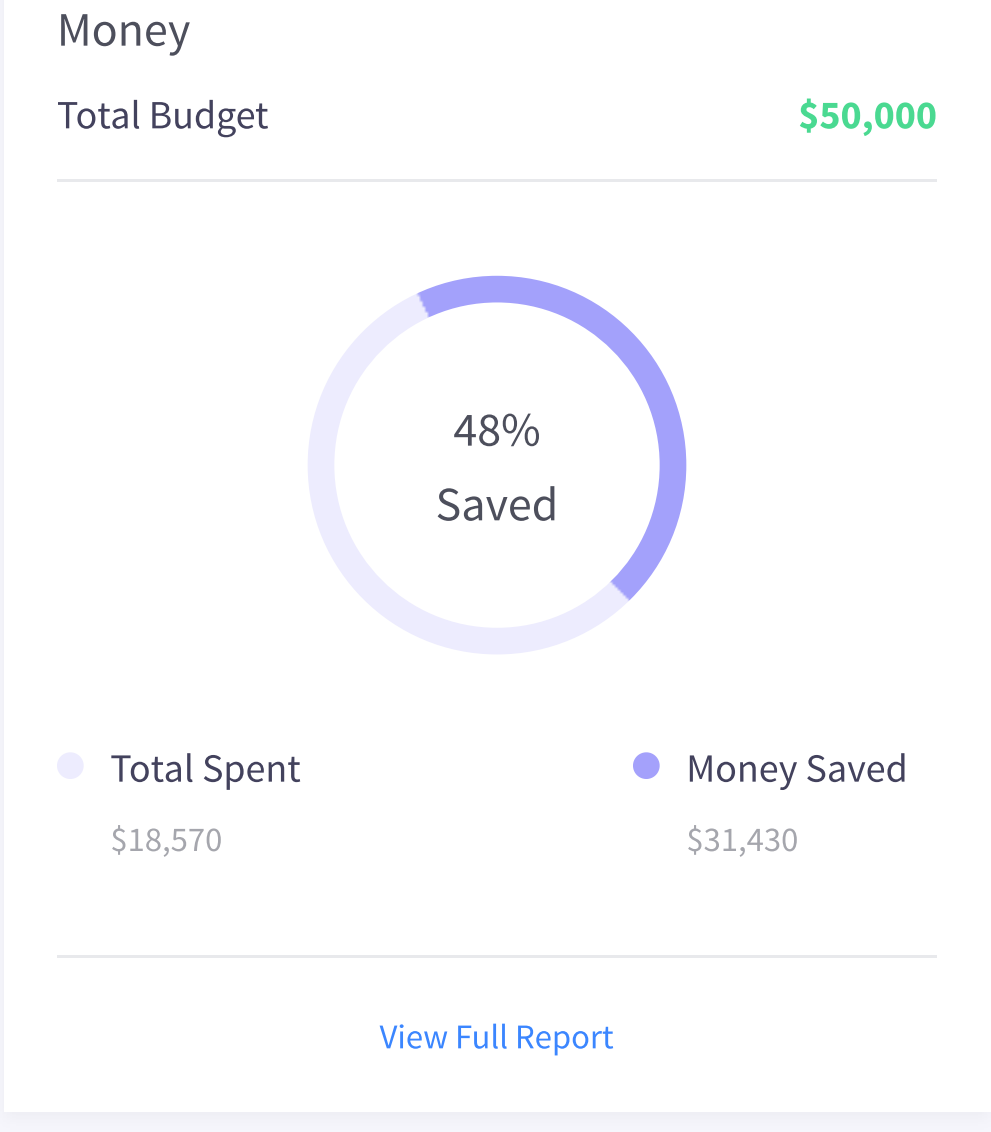 Money
Total Budget $50,000
48%
Saved
Total Spent Money Saved
$18,570 $31,430
View Full Report